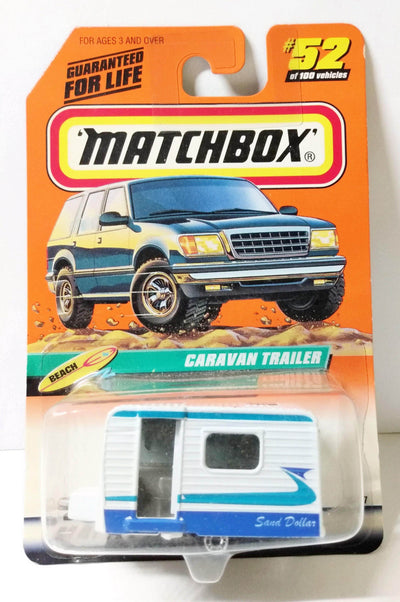 FOR AGES 3 AND OVER
GUARANTEED
FOR LIFE
#52
of 100 vehicles
'MATCHBOX'®
BEACH
CARAVAN TRAILER
Sand Dollar